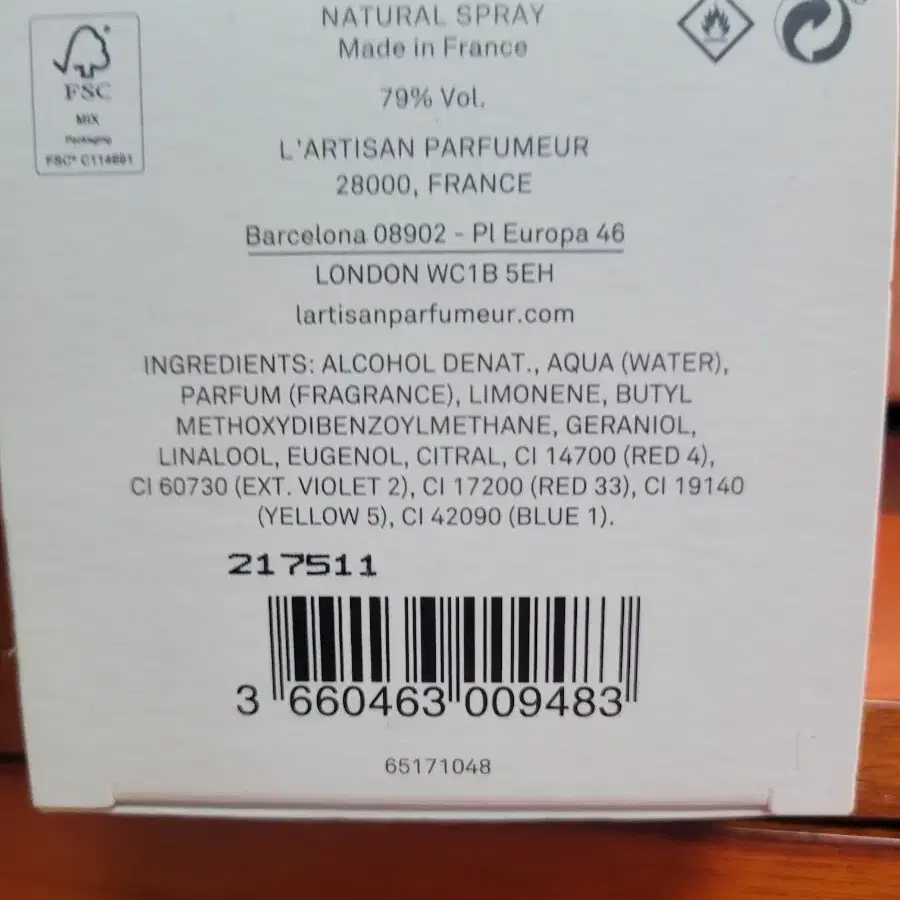 NATURAL SPRAY
Made in France
79% Vol.
FSC
MIX
Packaging
FSC® C114691
L'ARTISAN PARFUMEUR
28000, FRANCE
Barcelona 08902 - Pl Europa 46
LONDON WC1B 5EH
lartisanparfumeur.com
INGREDIENTS: ALCOHOL DENAT., AQUA (WATER),
PARFUM (FRAGRANCE), LIMONENE, BUTYL
METHOXYDIBENZOYLMETHANE, GERANIOL,
LINALOOL, EUGENOL, CITRAL, CI 14700 (RED 4),
CI 60730 (EXT. VIOLET 2), CI 17200 (RED 33), CI 19140
(YELLOW 5), CI 42090 (BLUE 1).
217511
3 660463 009483
65171048